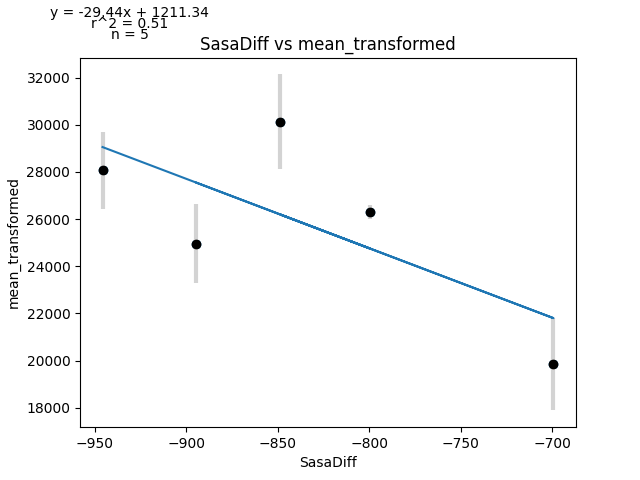 y = -29.44x + 1211.34
r^2 = 0.51
n = 5
SasaDiff vs mean_transformed
32000
30000
28000
26000
24000
22000
20000
18000
mean_transformed
−950
−900
−850
−800
−750
−700
SasaDiff